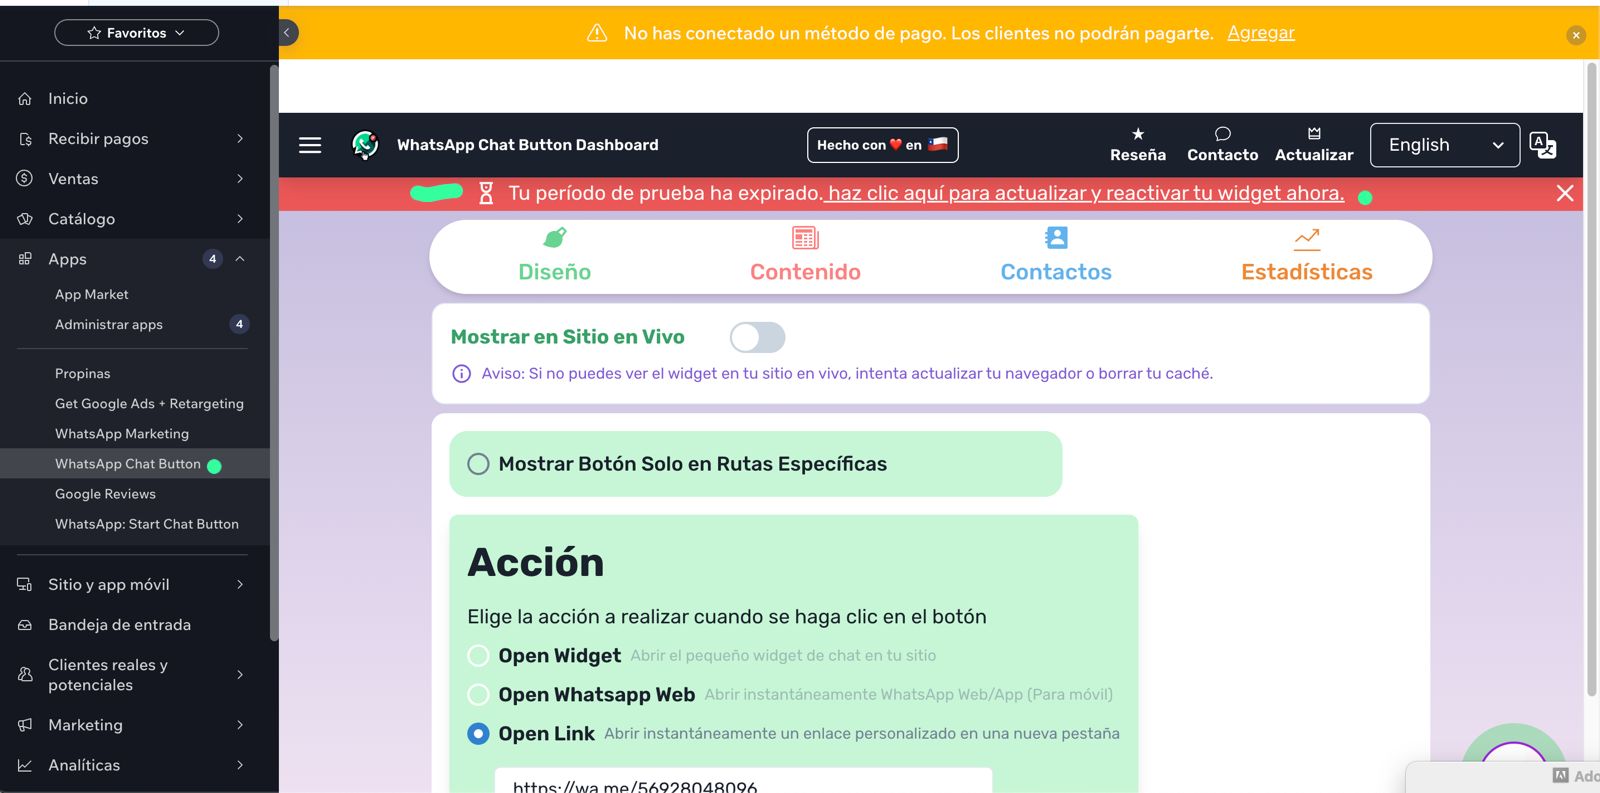 Favoritos
No has conectado un método de pago. Los clientes no podrán pagarte. Agregar
Inicio
Recibir pagos
Ventas
Catálogo
Apps 4
App Market
Administrar apps 4
Propinas
Get Google Ads + Retargeting
WhatsApp Marketing
WhatsApp Chat Button
Google Reviews
WhatsApp: Start Chat Button
Sitio y app móvil
Bandeja de entrada
Clientes reales y
potenciales
Marketing
Analíticas
WhatsApp Chat Button Dashboard
Hecho con ❤️ en 🇨🇱
Reseña
Contacto
Actualizar
English
Tu período de prueba ha expirado. haz clic aquí para actualizar y reactivar tu widget ahora.
Diseño
Contenido
Contactos
Estadísticas
Mostrar en Sitio en Vivo
Aviso: Si no puedes ver el widget en tu sitio en vivo, intenta actualizar tu navegador o borrar tu caché.
Mostrar Botón Solo en Rutas Específicas
Acción
Elige la acción a realizar cuando se haga clic en el botón
Open Widget Abrir el pequeño widget de chat en tu sitio
Open Whatsapp Web Abrir instantáneamente WhatsApp Web/App (Para móvil)
Open Link Abrir instantáneamente un enlace personalizado en una nueva pestaña
https://wa.me/56928048096